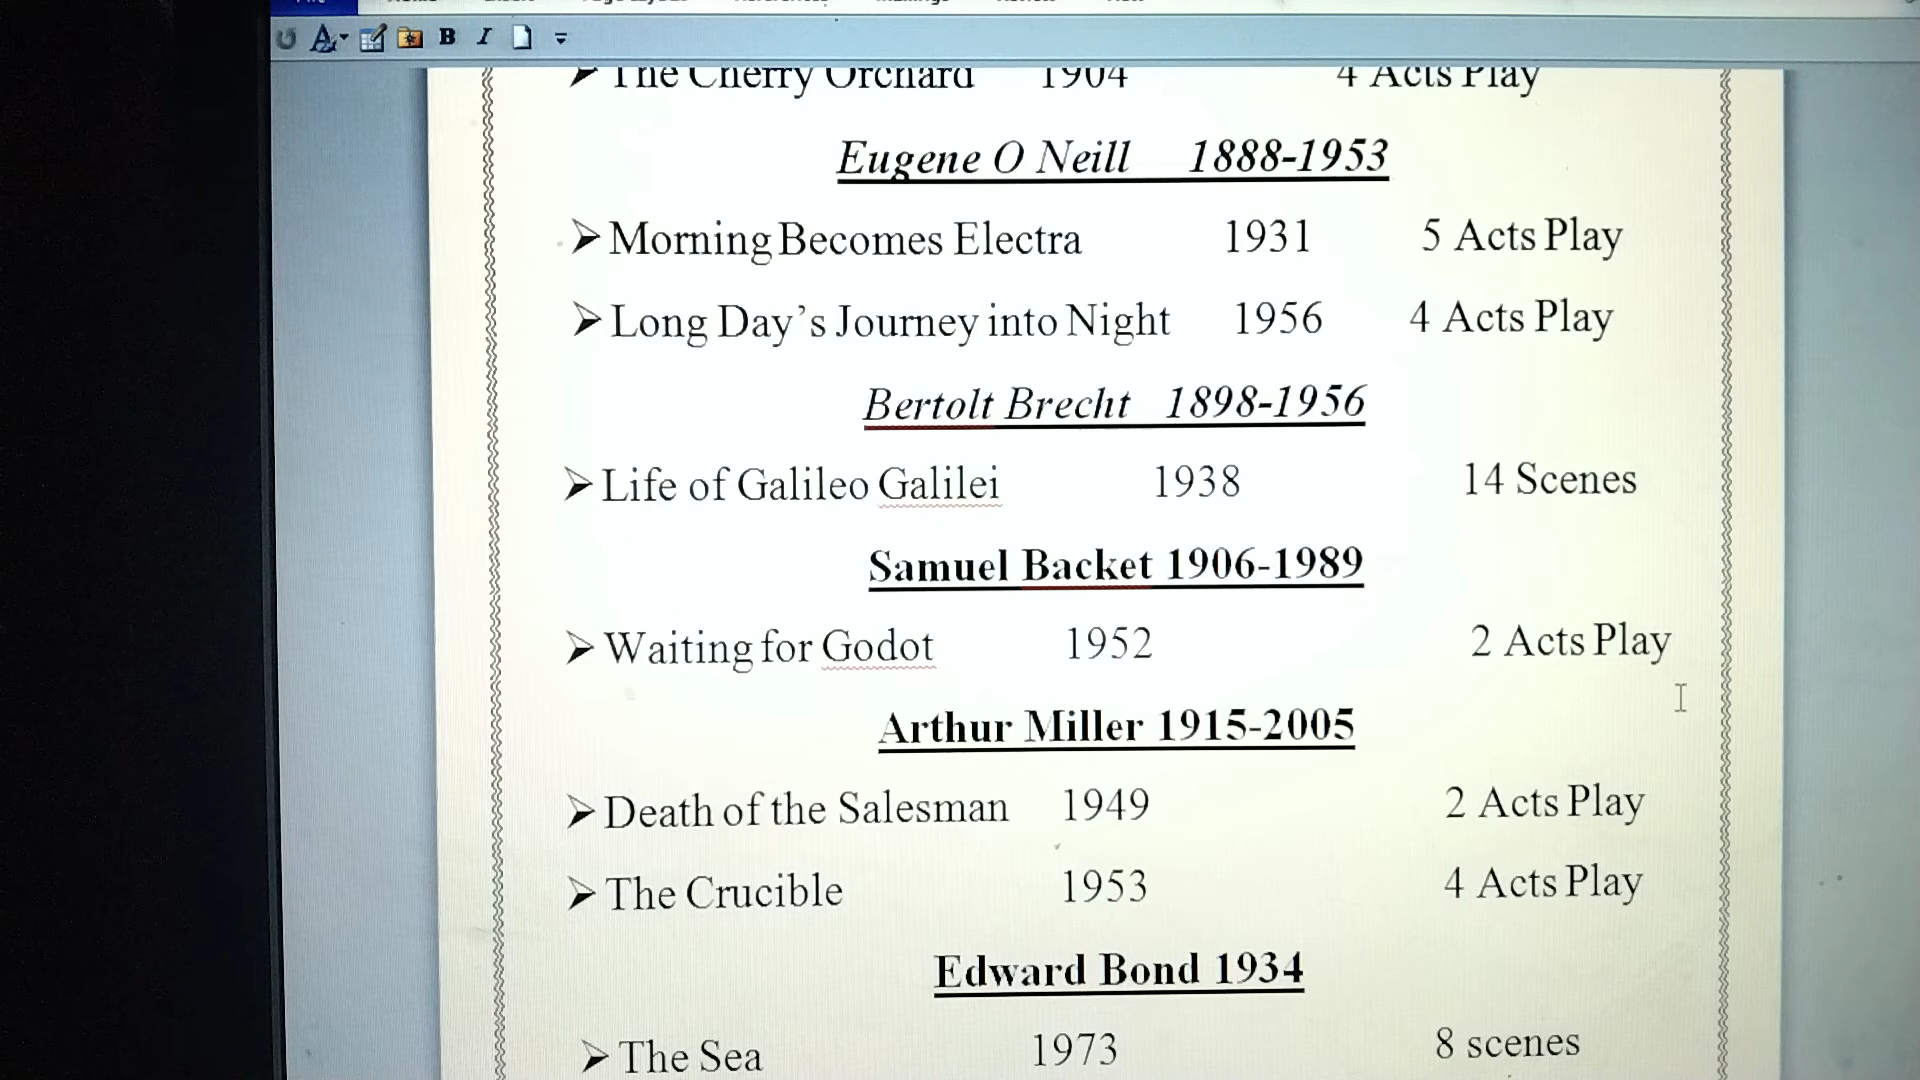 B I
The Cherry Orchard 1904 4 Acts Play
Eugene O Neill 1888-1953
Morning Becomes Electra 1931 5 Acts Play
Long Day's Journey into Night 1956 4 Acts Play
Bertolt Brecht 1898-1956
Life of Galileo Galilei 1938 14 Scenes
Samuel Backet 1906-1989
Waiting for Godot 1952 2 Acts Play
Arthur Miller 1915-2005
Death of the Salesman 1949 2 Acts Play
The Crucible 1953 4 Acts Play
Edward Bond 1934
The Sea 1973 8 scenes